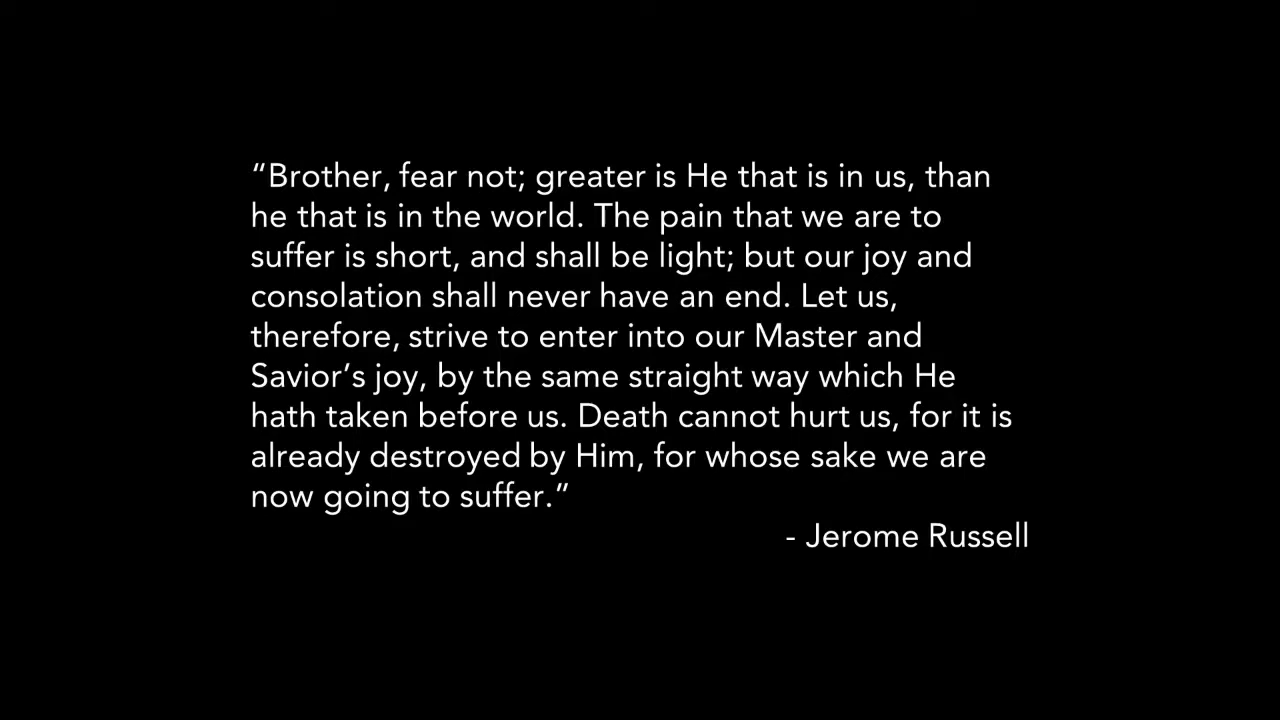 “Brother, fear not; greater is He that is in us, than
he that is in the world. The pain that we are to
suffer is short, and shall be light; but our joy and
consolation shall never have an end. Let us,
therefore, strive to enter into our Master and
Savior’s joy, by the same straight way which He
hath taken before us. Death cannot hurt us, for it is
already destroyed by Him, for whose sake we are
now going to suffer.”
- Jerome Russell